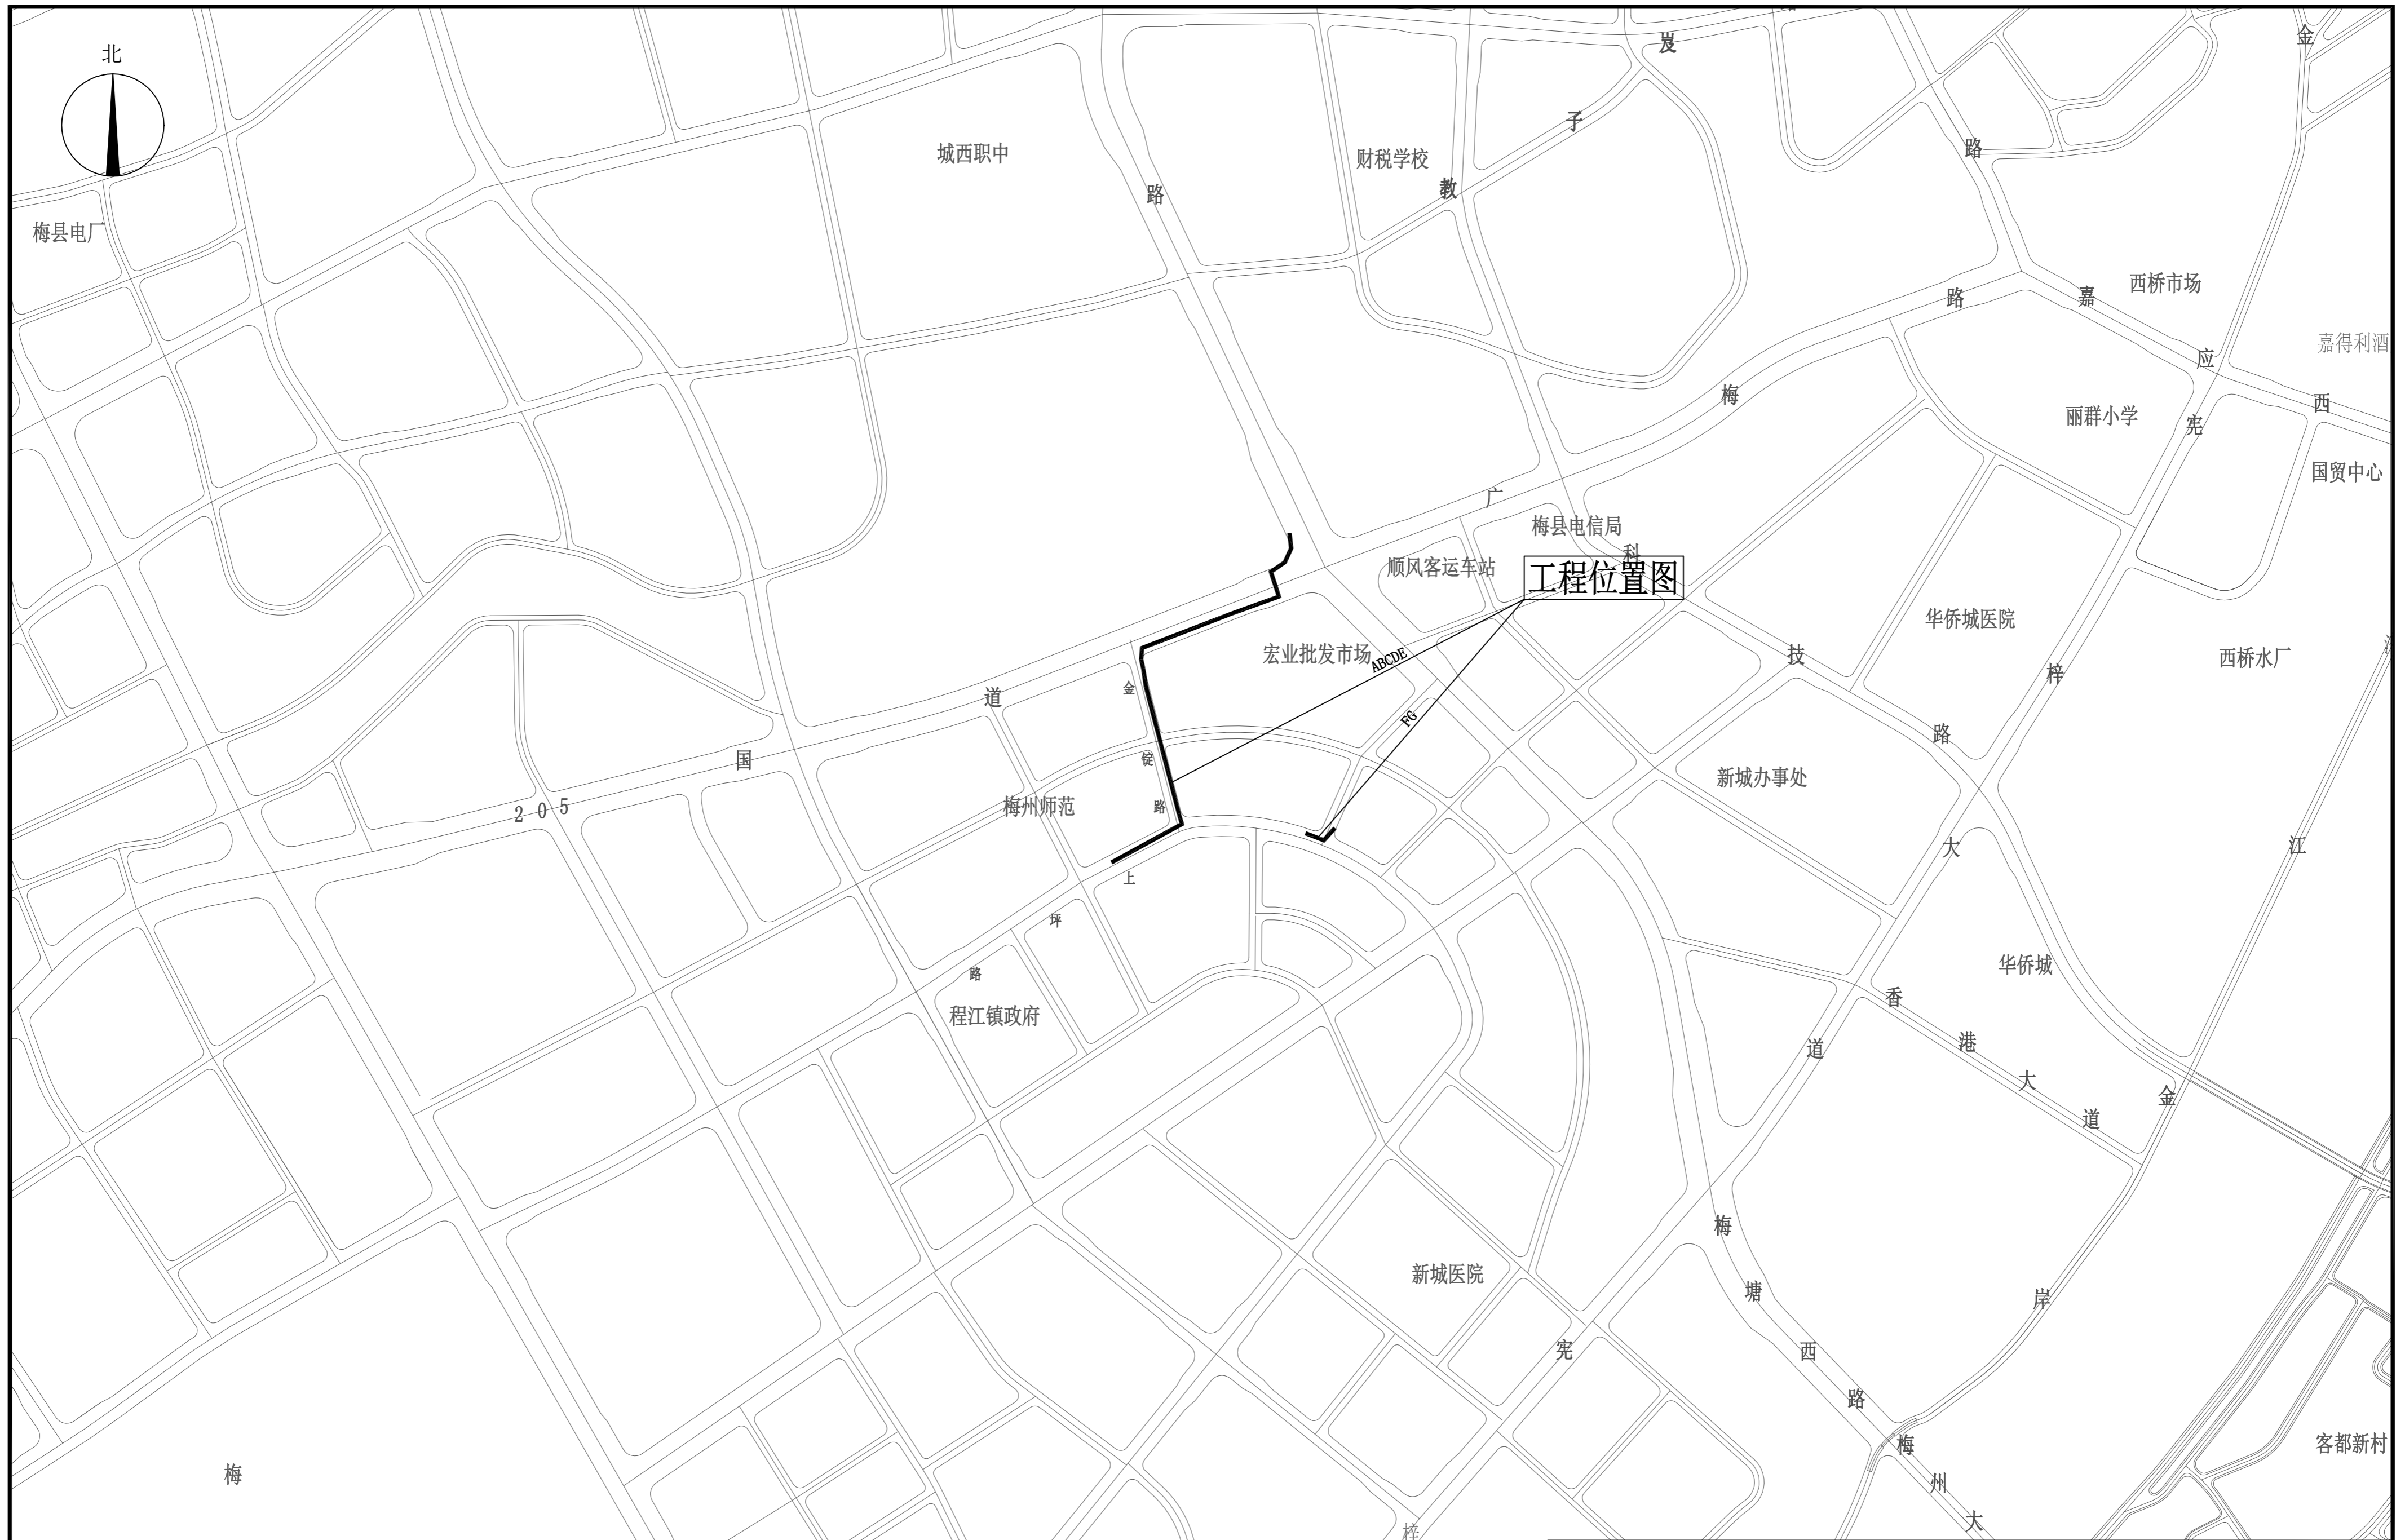 北
金
岌
子
教
路
城西职中
财税学校
路
梅县电厂
西桥市场
路
嘉
嘉得利酒
应
梅
西
丽群小学
宪
国贸中心
广
梅县电信局
科
顺风客运车站
工程位置图
华侨城医院
宏业批发市场
ABCDE
技
西桥水厂
梓
金
道
FG
路
国
锭
新城办事处
205
梅州师范
路
大
江
上
坪
路
华侨城
香
程江镇政府
港
道
大
金
道
梅
新城医院
塘
岸
宪
西
路
梅
客都新村
梅
州
大
梓